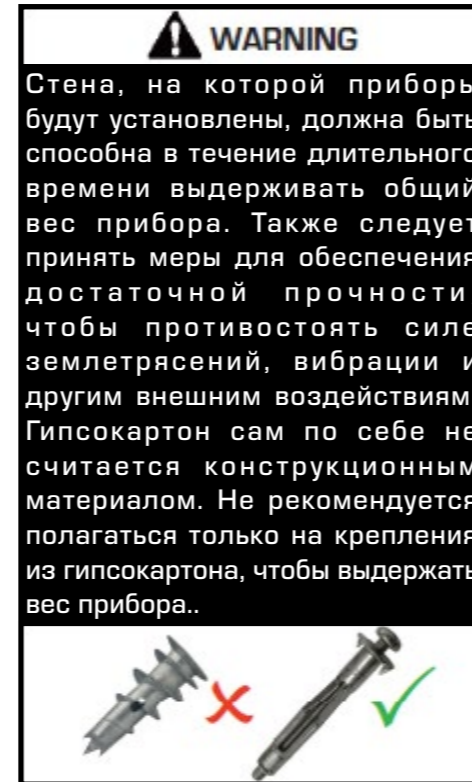 WARNING
Стена, на которой приборы
будут установлены, должна быть
способна в течение длительного
времени выдерживать общий
вес прибора. Также следует
принять меры для обеспечения
достаточной прочности
чтобы противостоять силе
землетрясений, вибрации и
другим внешним воздействиям
Гипсокартон сам по себе не
считается конструкционным
материалом. Не рекомендуется
полагаться только на крепления
из гипсокартона, чтобы выдержать
вес прибора..